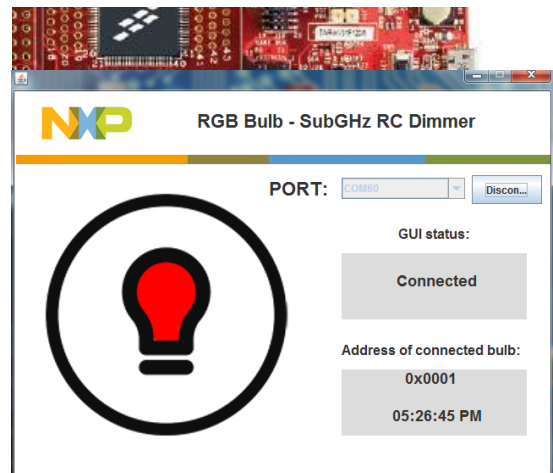 NXP
RGB Bulb - SubGHz RC Dimmer
PORT:
COM60
Discon...
GUI status:
Connected
Address of connected bulb:
0x0001
05:26:45 PM